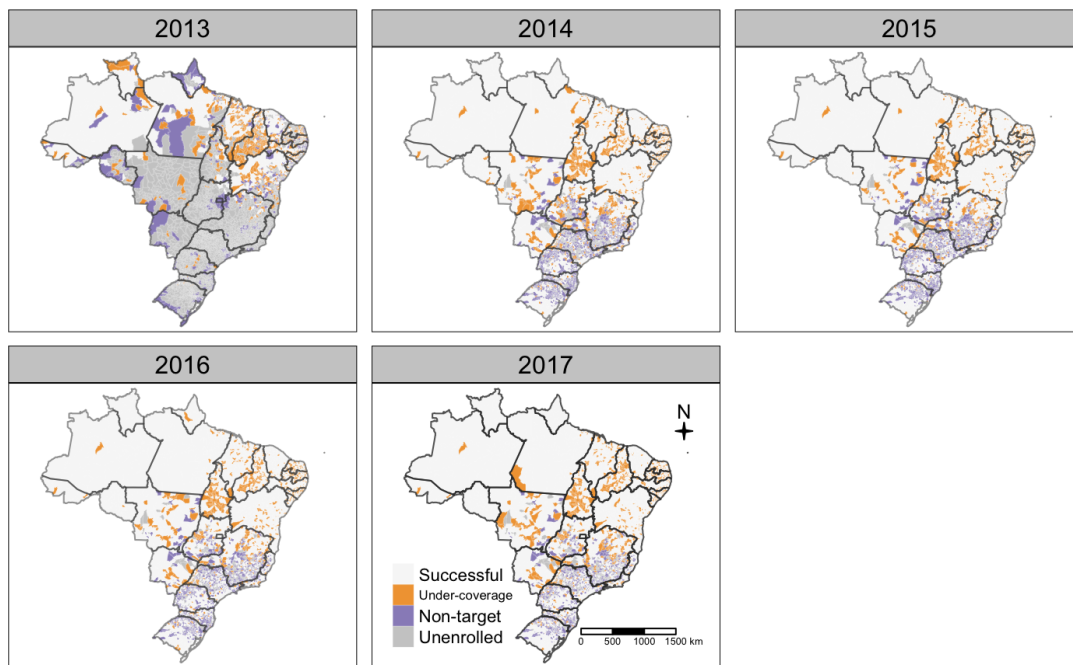 2013
2014
2015
2016
2017
N
Successful
Under-coverage
Non-target
Unenrolled
0 500 1000 1500 km